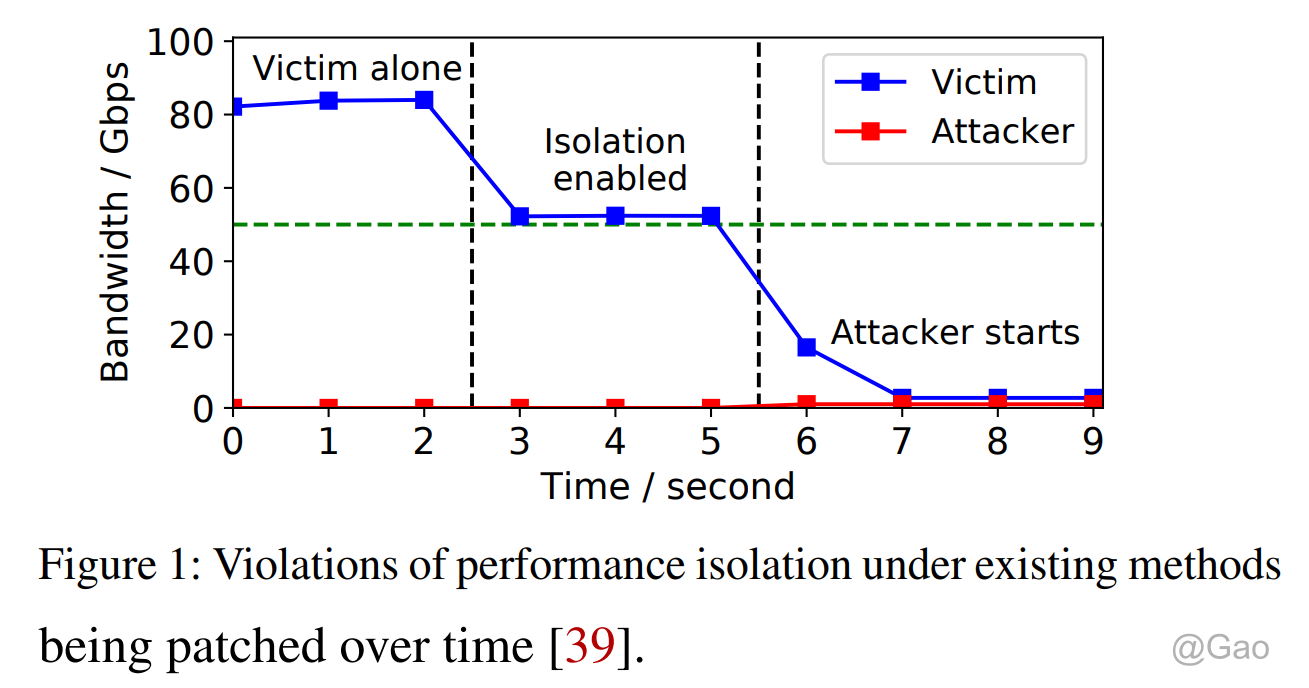 100
80
60
40
20
0
Bandwidth / Gbps
Victim alone
Isolation
enabled
Attacker starts
Victim
Attacker
0 1 2 3 4 5 6 7 8 9
Time / second
Figure 1: Violations of performance isolation under existing methods
being patched over time [39].
@Gao